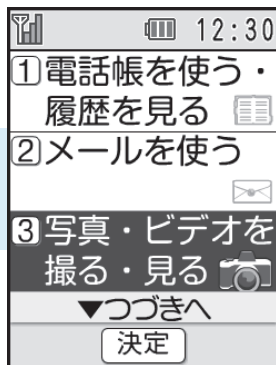 12:30
1電話帳を使う・
履歴を見る
2メールを使う
3写真・ビデオを
撮る・見る
▼つづきへ
決定